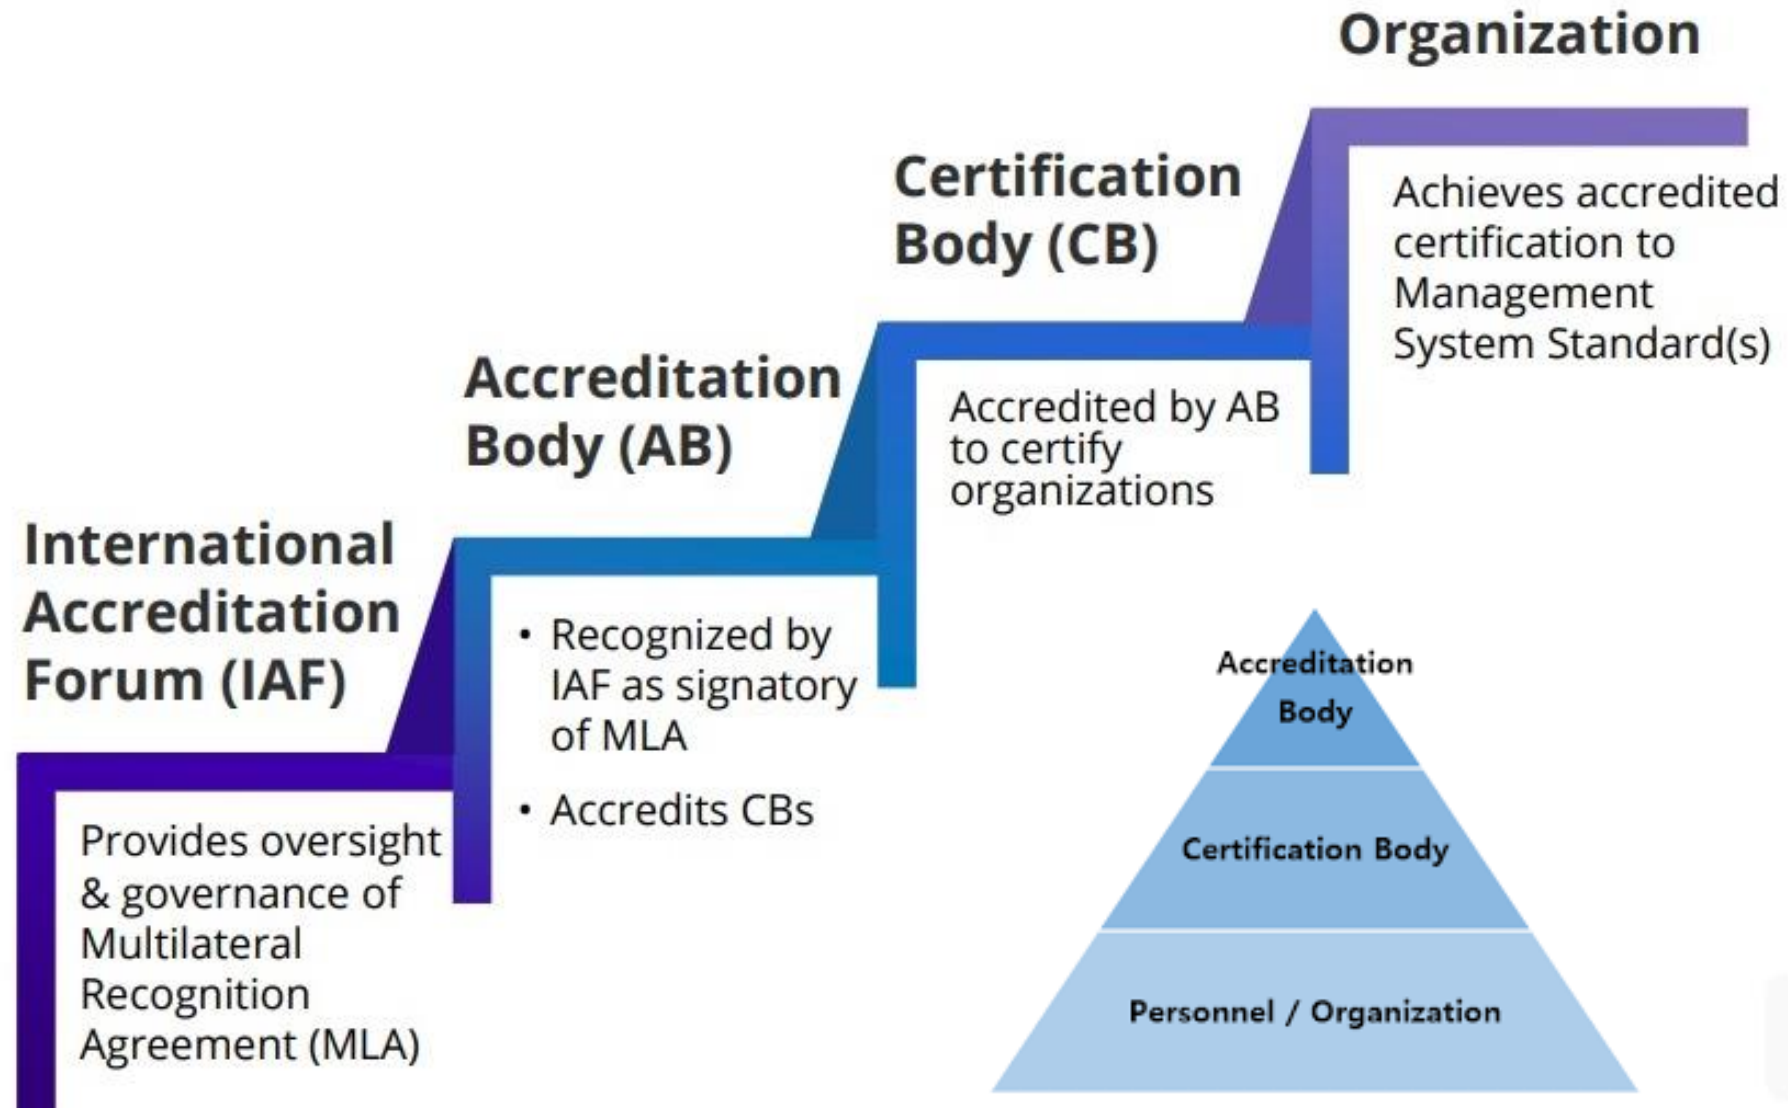 International
Accreditation
Forum (IAF)
Provides oversight
& governance of
Multilateral
Recognition
Agreement (MLA)
Accreditation
Body (AB)
• Recognized by
IAF as signatory
of MLA
• Accredits CBs
Certification
Body (CB)
Accredited by AB
to certify
organizations
Organization
Achieves accredited
certification to
Management
System Standard(s)
Accreditation
Body
Certification Body
Personnel / Organization